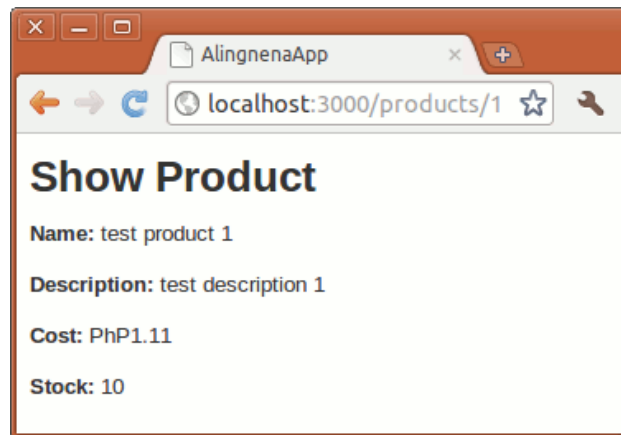 AlingnenaApp
localhost:3000/products/1
Show Product
Name: test product 1
Description: test description 1
Cost: PhP1.11
Stock: 10